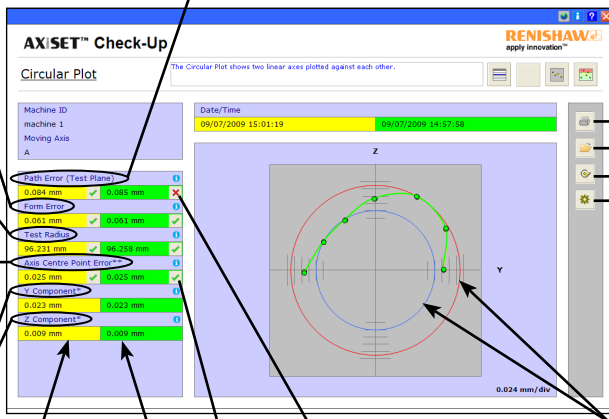 AXiSET™ Check-Up
RENISHAW
apply innovation™
Circular Plot
The Circular Plot shows two linear axes plotted against each other.
Machine ID
machine 1
Moving Axis
A
Date/Time
09/07/2009 15:01:19 09/07/2009 14:57:58
Path Error (Test Plane)
0.084 mm 0.085 mm
Form Error
0.061 mm 0.061 mm
Test Radius
96.231 mm 96.258 mm
Axis Centre Point Error**
0.025 mm 0.025 mm
Y Component*
0.023 mm 0.023 mm
Z Component*
0.009 mm 0.009 mm
Z
Y
0.024 mm/div